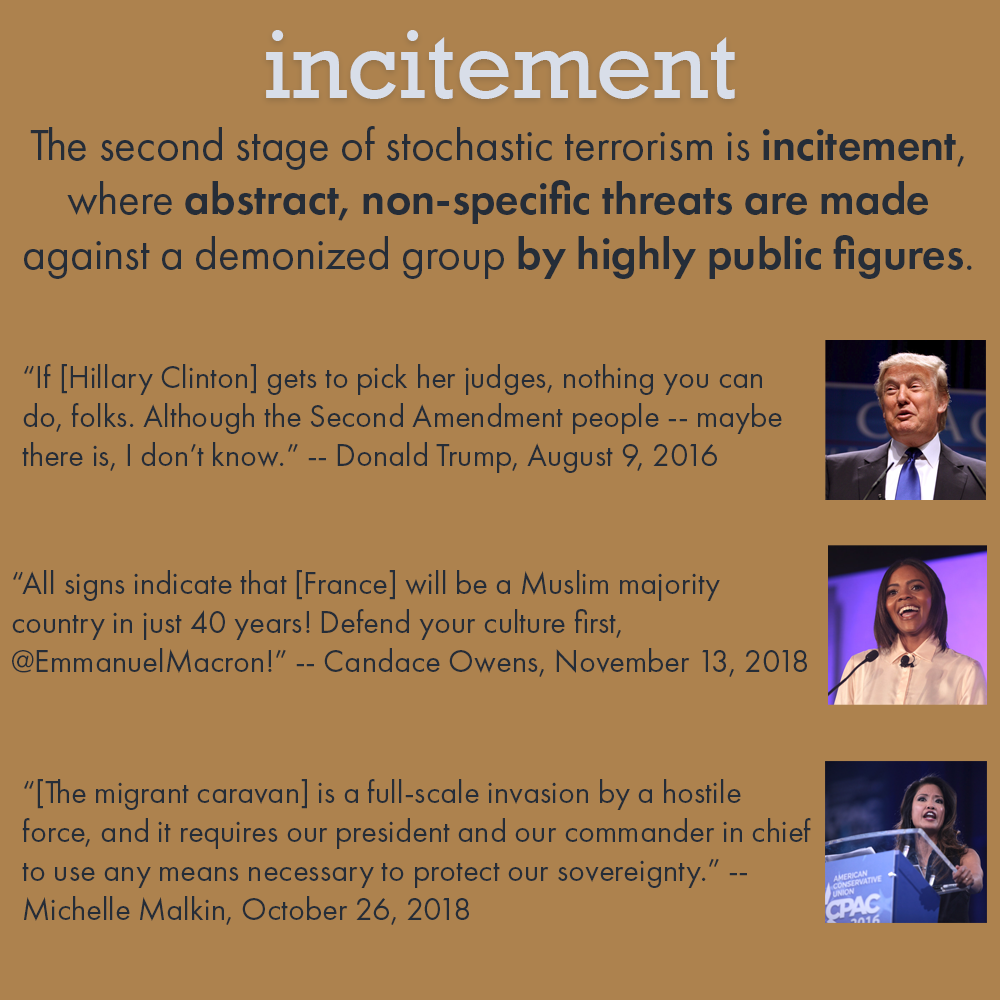 incitement
The second stage of stochastic terrorism is incitement,
where abstract, non-specific threats are made
against a demonized group by highly public figures.
“If [Hillary Clinton] gets to pick her judges, nothing you can
do, folks. Although the Second Amendment people -- maybe
there is, I don’t know.” -- Donald Trump, August 9, 2016
“All signs indicate that [France] will be a Muslim majority
country in just 40 years! Defend your culture first,
@EmmanuelMacron!” -- Candace Owens, November 13, 2018
“[The migrant caravan] is a full-scale invasion by a hostile
force, and it requires our president and our commander in chief
to use any means necessary to protect our sovereignty.” --
Michelle Malkin, October 26, 2018
AMERICAN
CONSERVATIVE
UNION
CPAC
2016